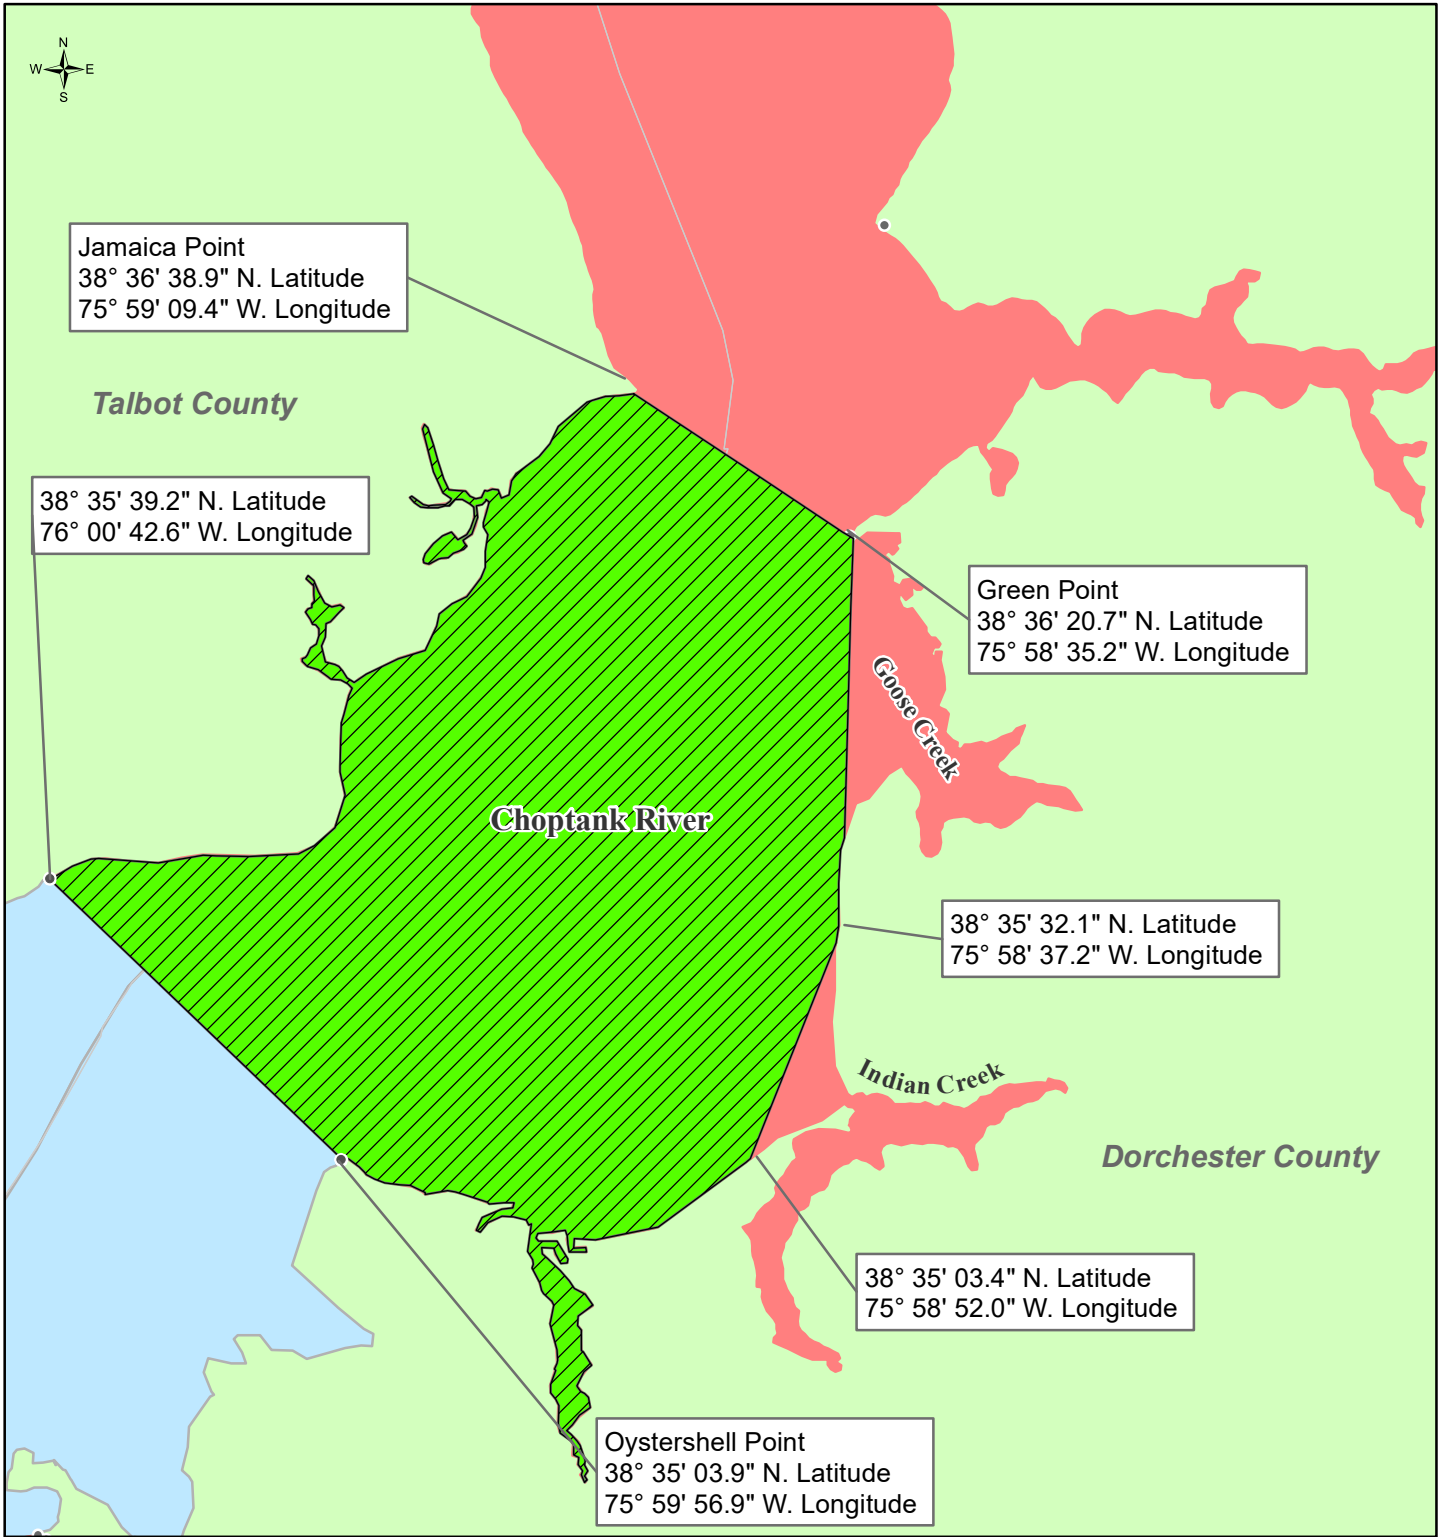 N
W E
S
Jamaica Point
38° 36' 38.9" N. Latitude
75° 59' 09.4" W. Longitude
Talbot County
38° 35' 39.2" N. Latitude
76° 00' 42.6" W. Longitude
Green Point
38° 36' 20.7" N. Latitude
75° 58' 35.2" W. Longitude
Goose Creek
Choptank River
38° 35' 32.1" N. Latitude
75° 58' 37.2" W. Longitude
Indian Creek
Dorchester County
38° 35' 03.4" N. Latitude
75° 58' 52.0" W. Longitude
Oystershell Point
38° 35' 03.9" N. Latitude
75° 59' 56.9" W. Longitude